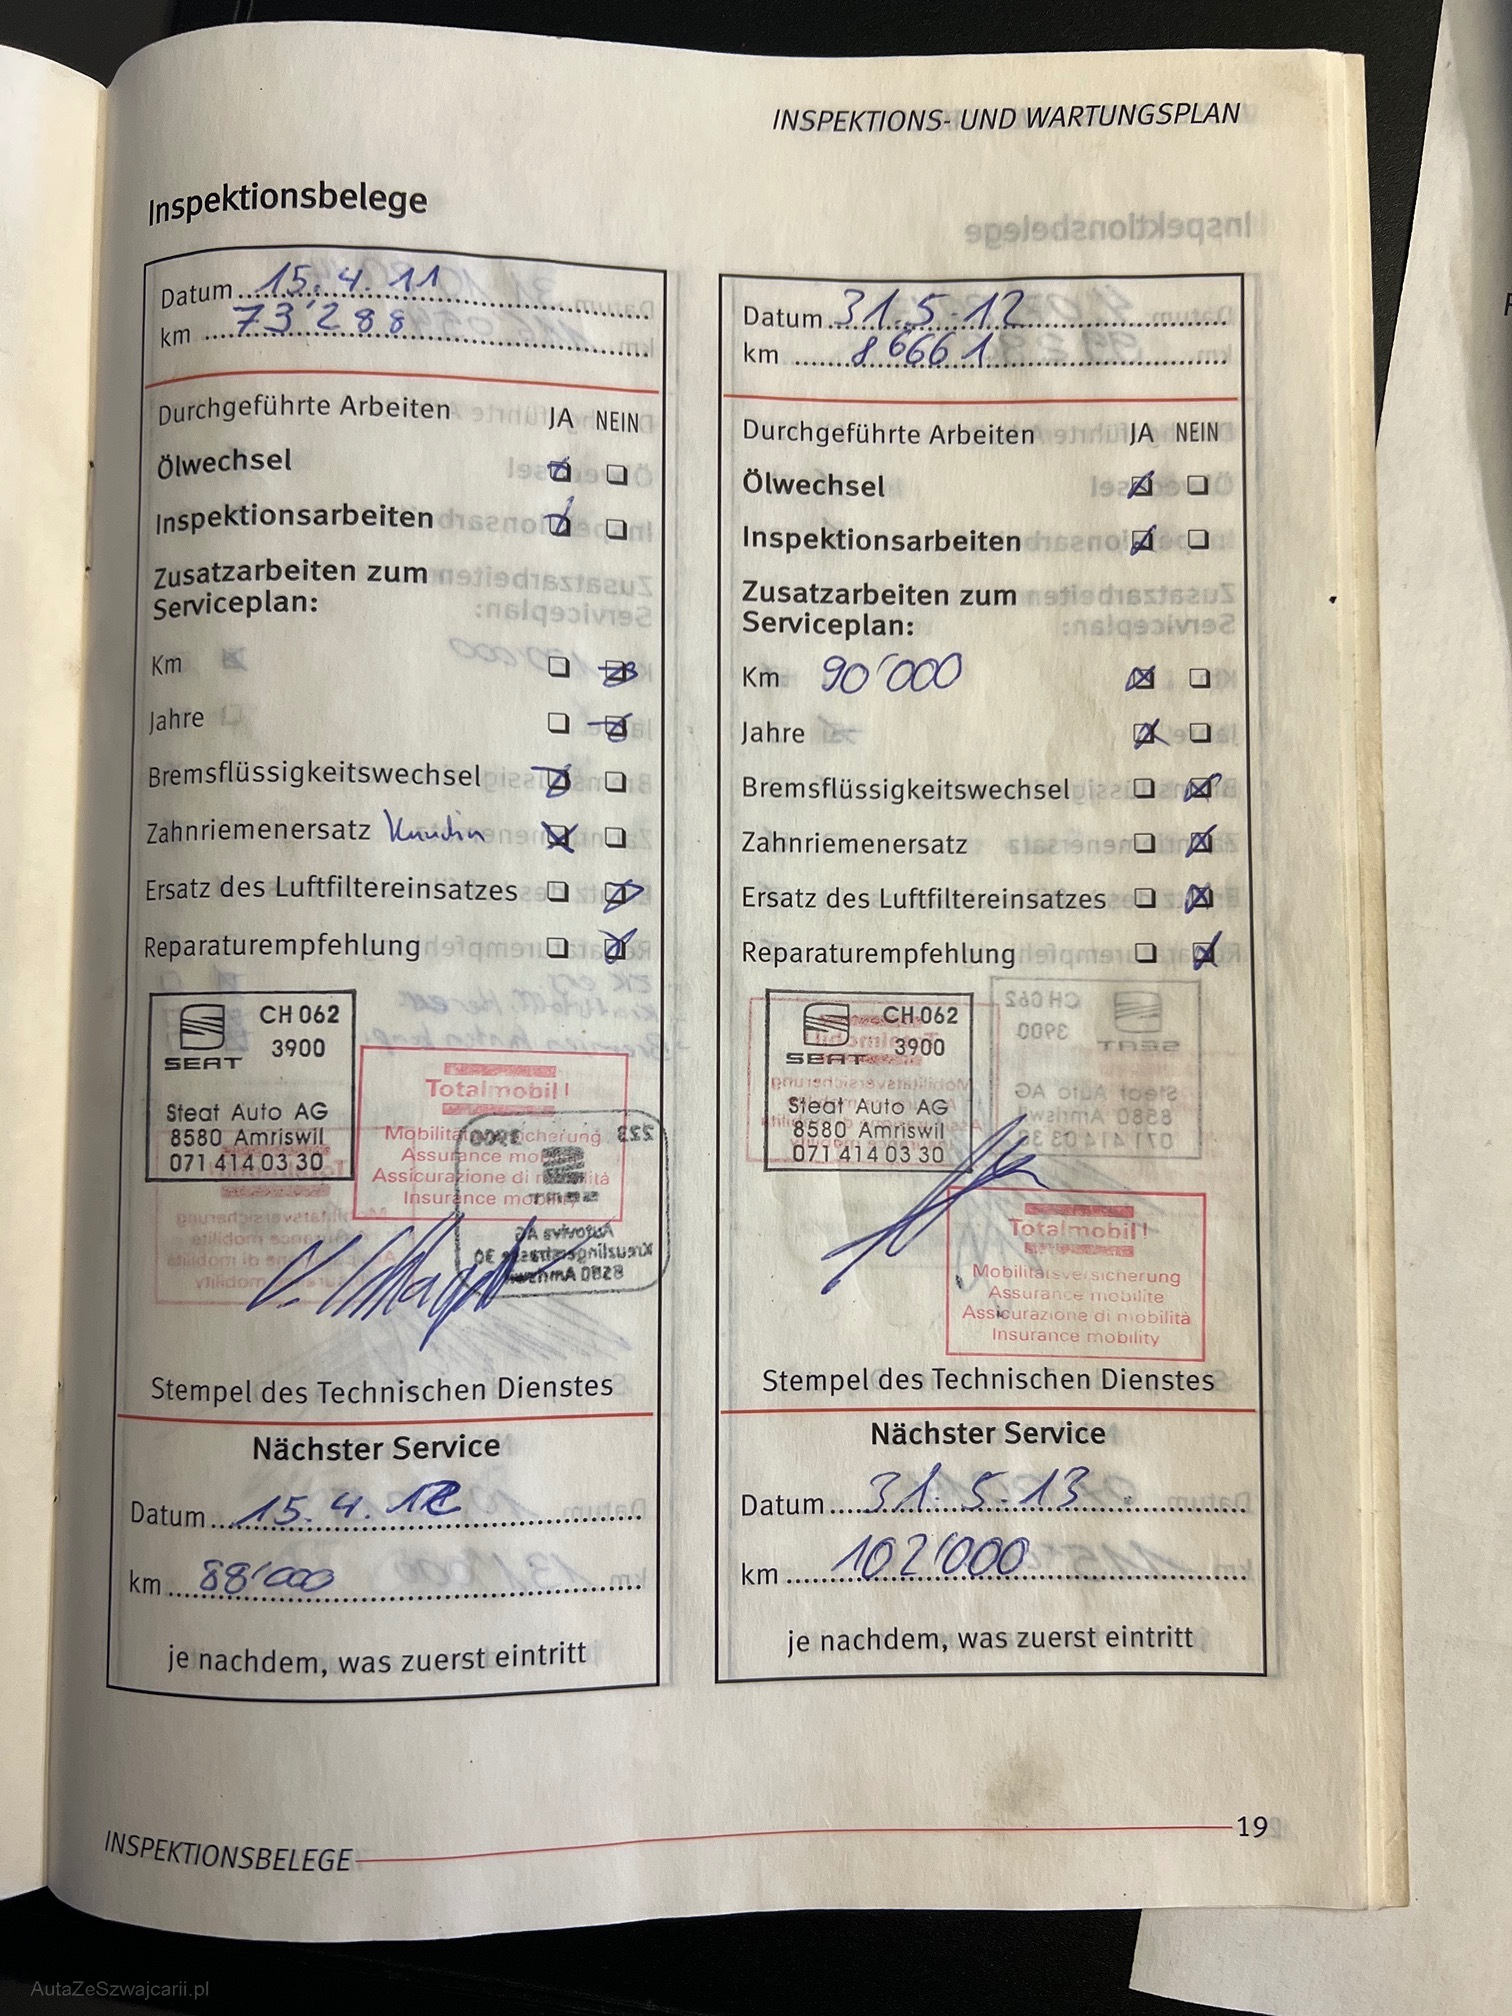 INSPEKTIONS- UND WARTUNGSPLAN
Inspektionsbelege
Datum 15.4.11
km 73'288
Durchgeführte Arbeiten JA NEIN
Ölwechsel
Inspektionsarbeiten
Zusatzarbeiten zum
Serviceplan:
Km
Jahre
Bremsflüssigkeitswechsel
Zahnriemenersatz
Ersatz des Luftfiltereinsatzes
Reparaturempfehlung
SEAT
CH 062
3900
Steat Auto AG
8580 Amriswil
071 414 03 30
Totalmobil!
Mobilitätsversicherung
Assurance mobilité
Assicurazione di mobilità
Insurance mobility
Stempel des Technischen Dienstes
Nächster Service
Datum 15.4.12
km 88'000
je nachdem, was zuerst eintritt
Datum 31.5.12
km 86661
Durchgeführte Arbeiten JA NEIN
Ölwechsel
Inspektionsarbeiten
Zusatzarbeiten zum
Serviceplan:
Km 90'000
Jahre
Bremsflüssigkeitswechsel
Zahnriemenersatz
Ersatz des Luftfiltereinsatzes
Reparaturempfehlung
SEAT
CH 062
3900
Steat Auto AG
8580 Amriswil
071 414 03 30
Totalmobil!
Mobilitätsversicherung
Assurance mobilite
Assicurazione di mobilità
Insurance mobility
Stempel des Technischen Dienstes
Nächster Service
Datum 31.5.13
km 102'000
je nachdem, was zuerst eintritt
INSPEKTIONSBELEGE 19
AutaZeSzwajcarii.pl